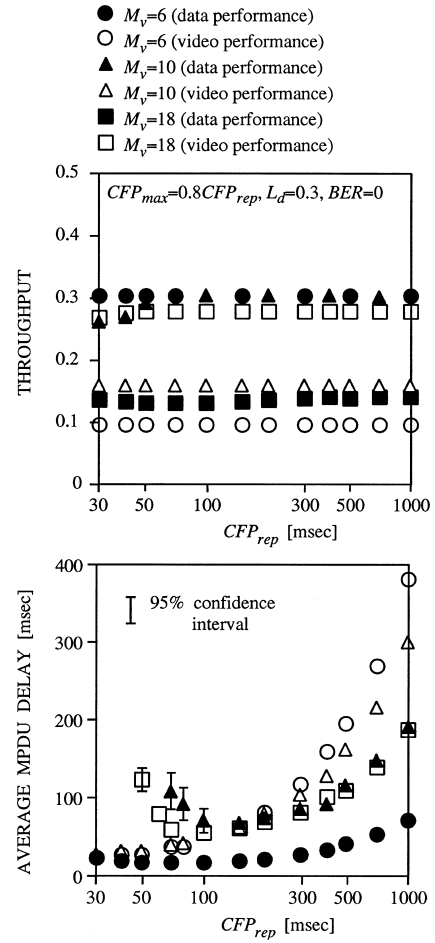 M_v=6 (data performance)
M_v=6 (video performance)
M_v=10 (data performance)
M_v=10 (video performance)
M_v=18 (data performance)
M_v=18 (video performance)
CFP_max=0.8CFP_rep, L_d=0.3, BER=0
THROUGHPUT
0.5
0.4
0.3
0.2
0.1
0
30 50 100 300 500 1000
CFP_rep [msec]
AVERAGE MPDU DELAY [msec]
400
300
200
100
0
95% confidence
interval
30 50 100 300 500 1000
CFP_rep [msec]